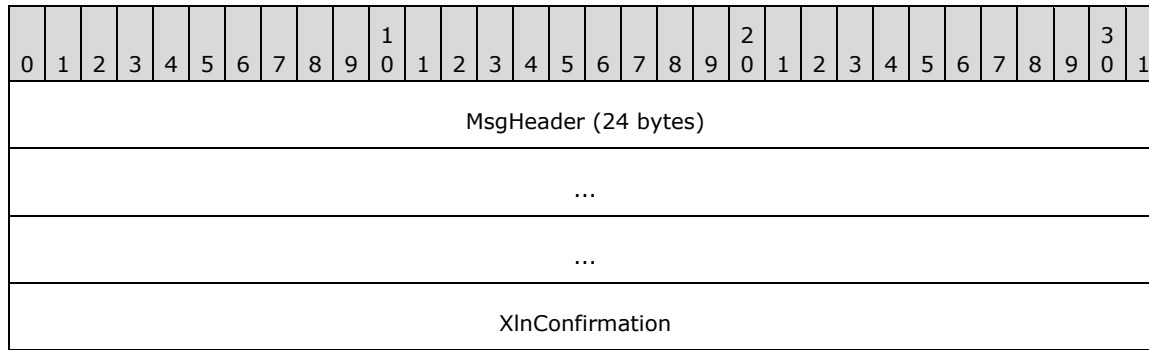 1 2 3
0 1 2 3 4 5 6 7 8 9 0 1 2 3 4 5 6 7 8 9 0 1 2 3 4 5 6 7 8 9 0 1
MsgHeader (24 bytes)
...
...
XlnConfirmation